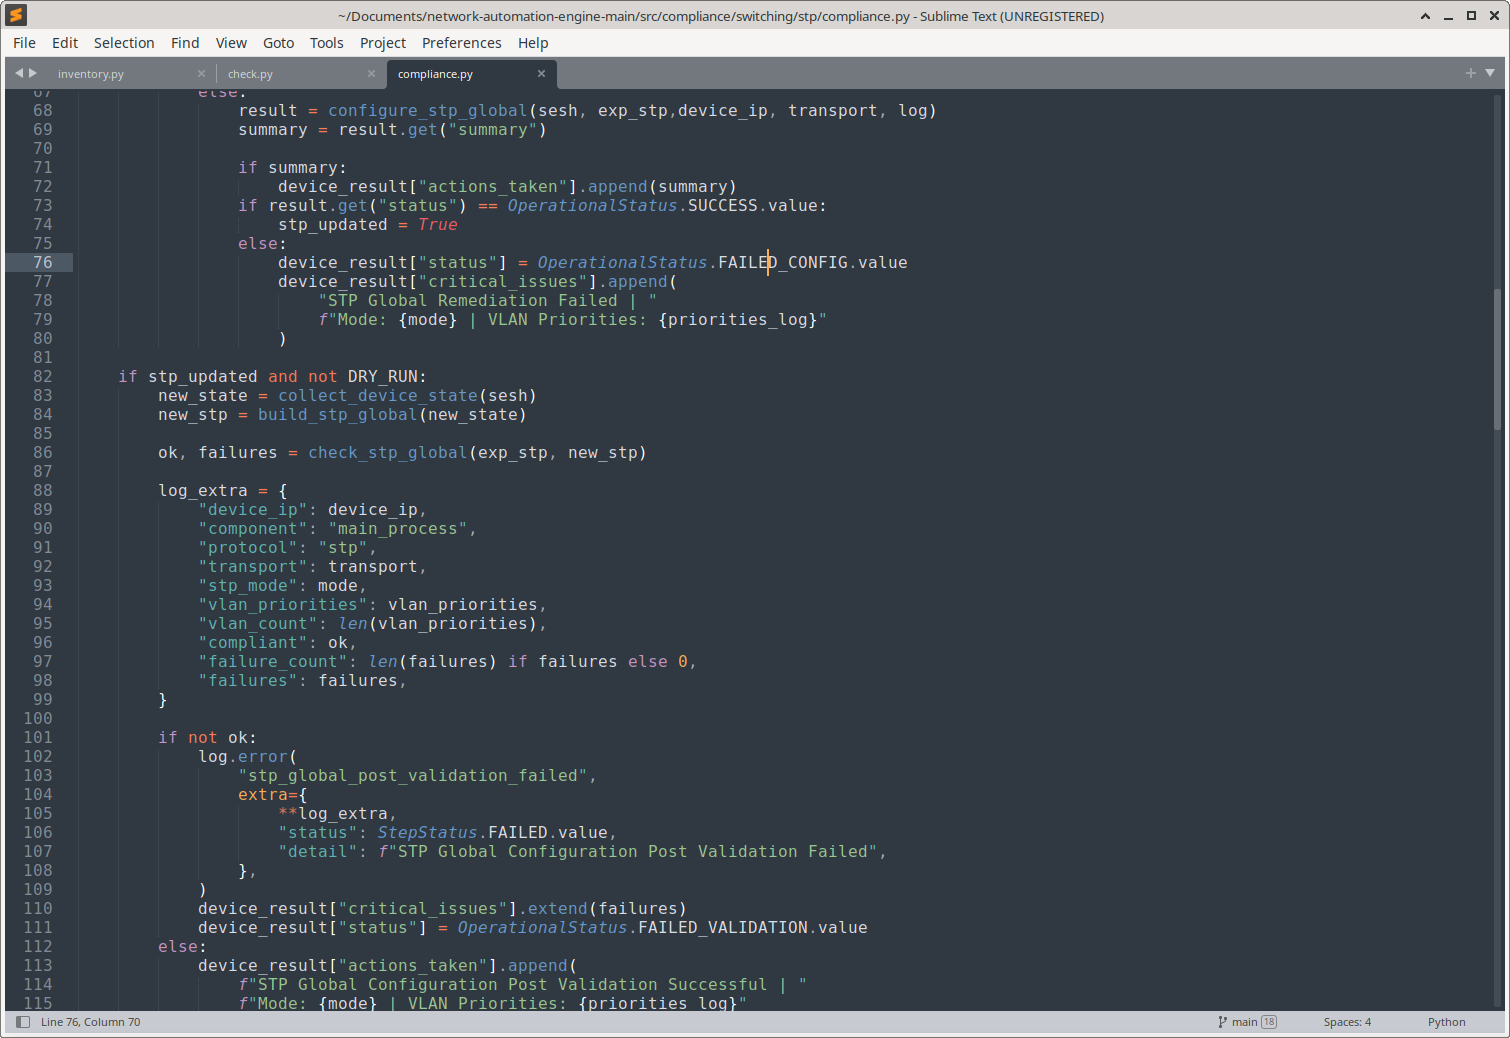 ~/Documents/network-automation-engine-main/src/compliance/switching/stp/compliance.py - Sublime Text (UNREGISTERED)
File Edit Selection Find View Goto Tools Project Preferences Help
inventory.py check.py compliance.py
67 else:
68 result = configure_stp_global(sesh, exp_stp,device_ip, transport, log)
69 summary = result.get("summary")
70
71 if summary:
72 device_result["actions_taken"].append(summary)
73 if result.get("status") == OperationalStatus.SUCCESS.value:
74 stp_updated = True
75 else:
76 device_result["status"] = OperationalStatus.FAILED_CONFIG.value
77 device_result["critical_issues"].append(
78 "STP Global Remediation Failed | "
79 f"Mode: {mode} | VLAN Priorities: {priorities_log}"
80 )
81
82 if stp_updated and not DRY_RUN:
83 new_state = collect_device_state(sesh)
84 new_stp = build_stp_global(new_state)
85
86 ok, failures = check_stp_global(exp_stp, new_stp)
87
88 log_extra = {
89 "device_ip": device_ip,
90 "component": "main_process",
91 "protocol": "stp",
92 "transport": transport,
93 "stp_mode": mode,
94 "vlan_priorities": vlan_priorities,
95 "vlan_count": len(vlan_priorities),
96 "compliant": ok,
97 "failure_count": len(failures) if failures else 0,
98 "failures": failures,
99 }
100
101 if not ok:
102 log.error(
103 "stp_global_post_validation_failed",
104 extra={
105 **log_extra,
106 "status": StepStatus.FAILED.value,
107 "detail": f"STP Global Configuration Post Validation Failed",
108 },
109 )
110 device_result["critical_issues"].extend(failures)
111 device_result["status"] = OperationalStatus.FAILED_VALIDATION.value
112 else:
113 device_result["actions_taken"].append(
114 f"STP Global Configuration Post Validation Successful | "
115 f"Mode: {mode} | VLAN Priorities: {priorities_log}"
Line 76, Column 70 main 18 Spaces: 4 Python